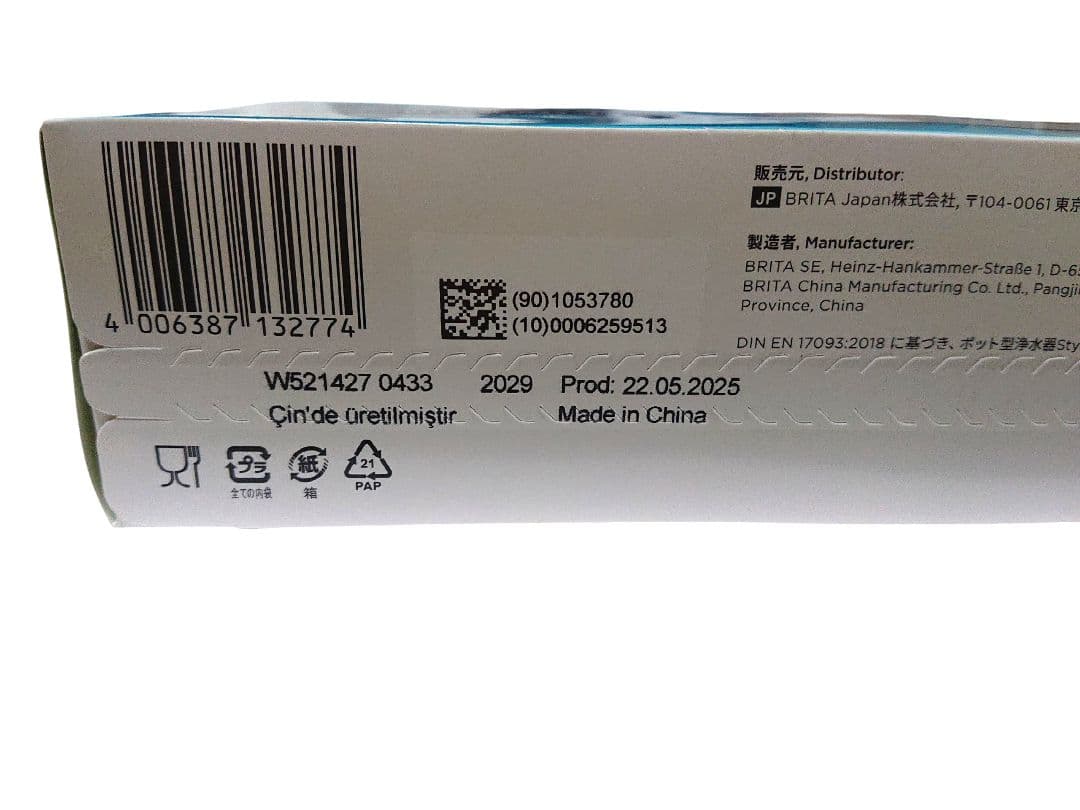 4 006387 132774
(90)1053780
(10)0006259513
販売元, Distributor:
JP BRITA Japan株式会社, 〒104-0061 東京
製造者, Manufacturer:
BRITA SE, Heinz-Hankammer-Straße 1,
BRITA China Manufacturing Co. Ltd.,
Province, China
DIN EN 17093:2018 に基づき、ポット型浄水器
W521427 0433 2029 Prod: 22.05.2025
Çin'de üretilmiştir Made in China
プラ
全ての内袋
紙
箱
21
PAP